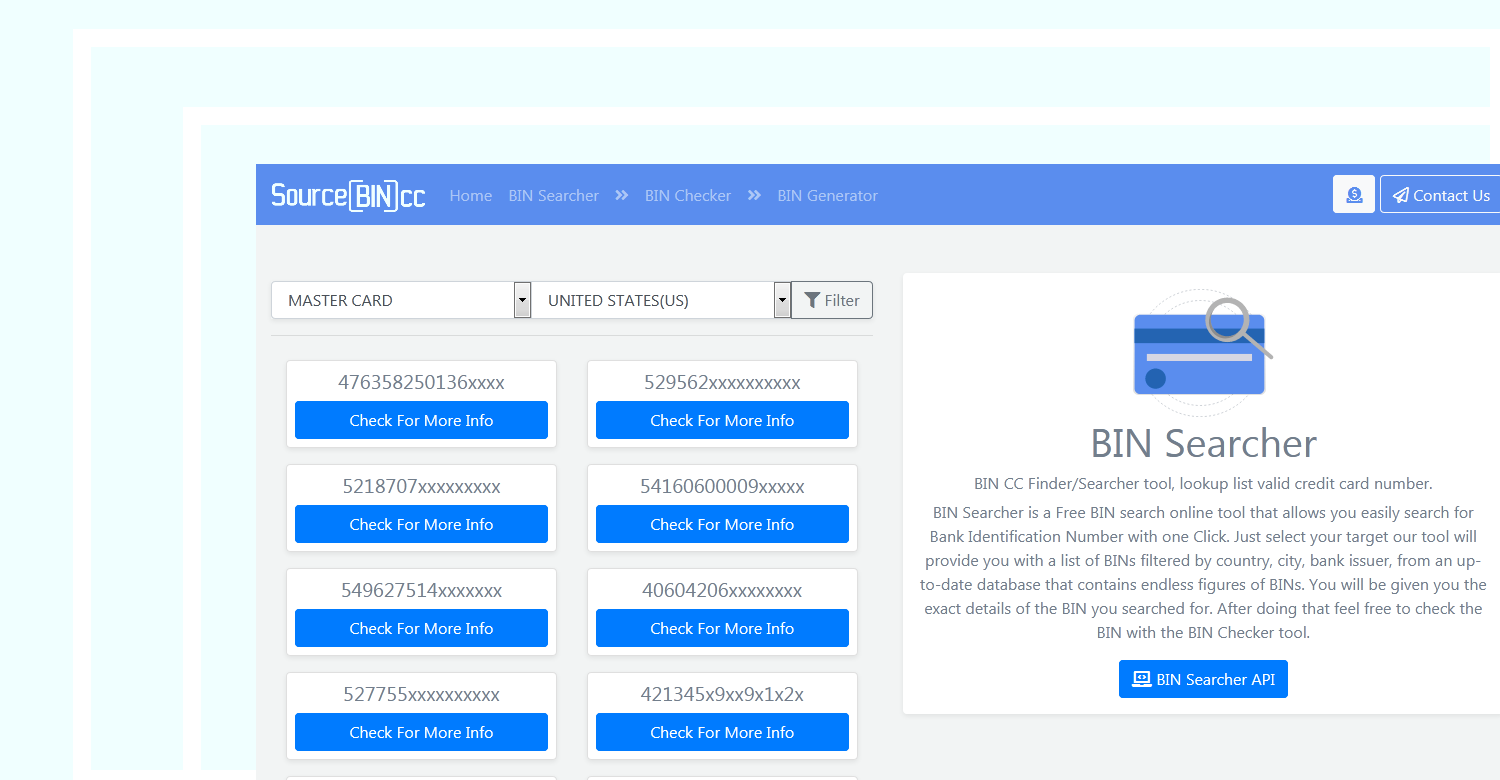 Source[BIN]cc Home BIN Searcher » BIN Checker » BIN Generator Contact Us
MASTER CARD UNITED STATES(US) Filter
476358250136xxxx 529562xxxxxxxxxx
Check For More Info Check For More Info
5218707xxxxxxxxx 54160600009xxxxx
Check For More Info Check For More Info
549627514xxxxxxx 40604206xxxxxxxx
Check For More Info Check For More Info
527755xxxxxxxxxx 421345x9xx9x1x2x
Check For More Info Check For More Info
BIN Searcher
BIN CC Finder/Searcher tool, lookup list valid credit card number.
BIN Searcher is a Free BIN search online tool that allows you easily search for
Bank Identification Number with one Click. Just select your target our tool will
provide you with a list of BINs filtered by country, city, bank issuer, from an up-
to-date database that contains endless figures of BINs. You will be given you the
exact details of the BIN you searched for. After doing that feel free to check the
BIN with the BIN Checker tool.
BIN Searcher API